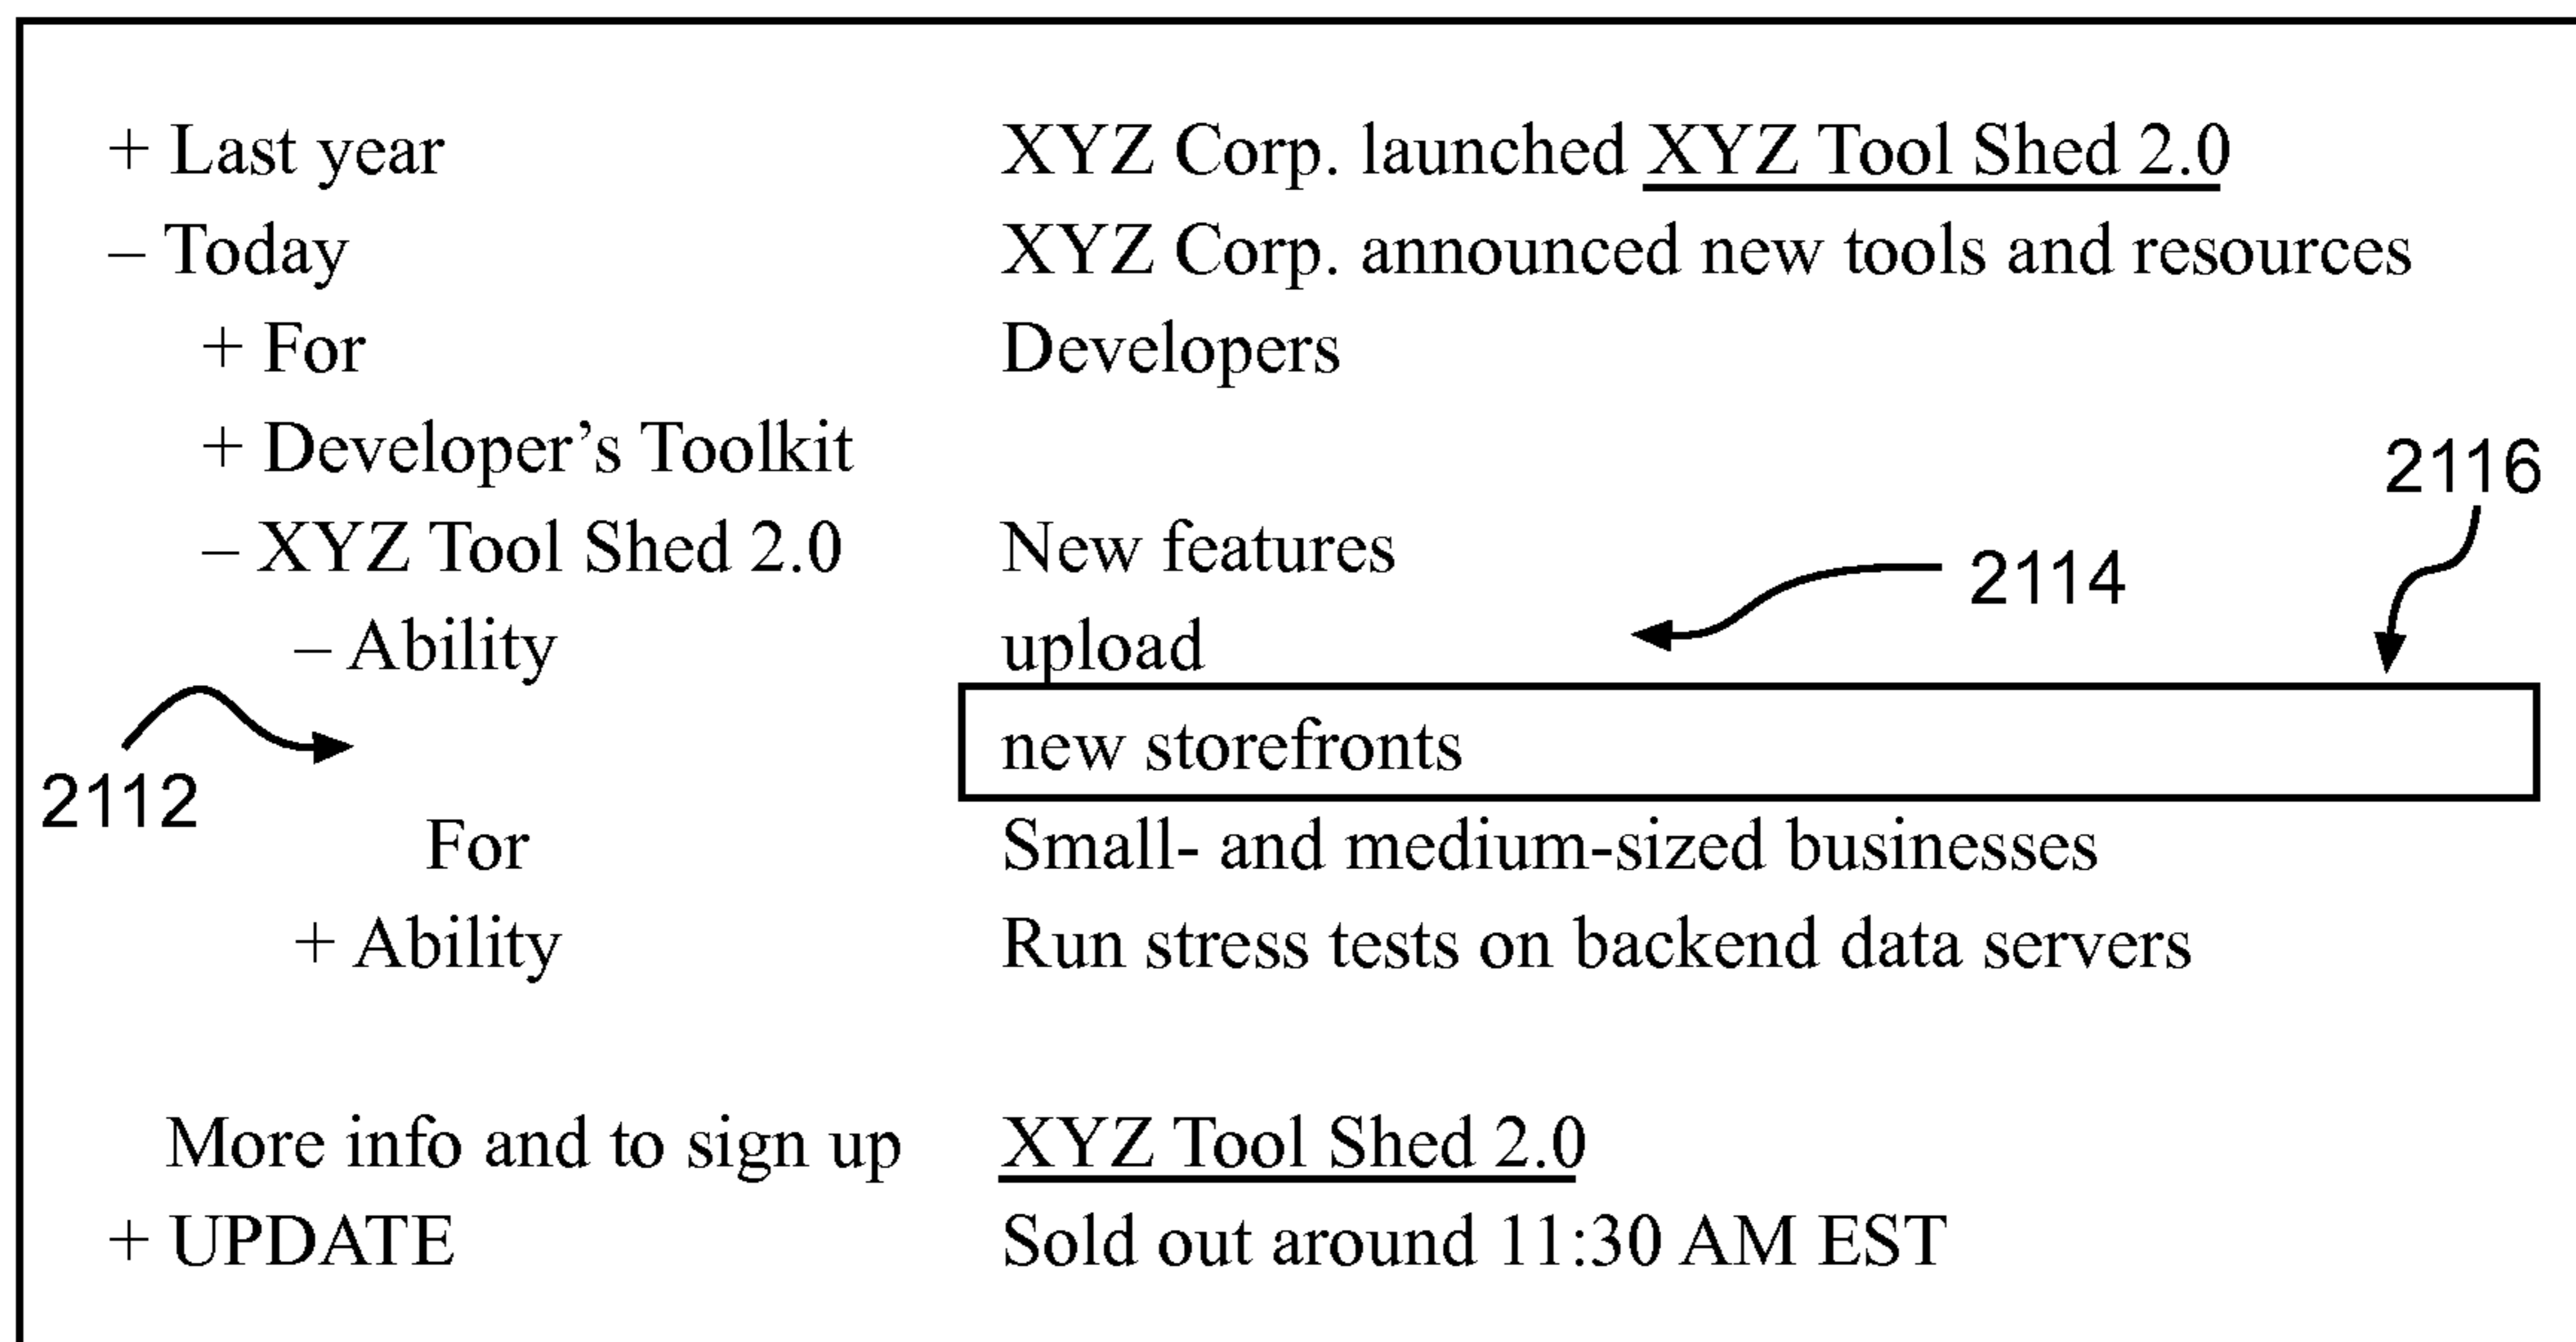 + Last year XYZ Corp. launched XYZ Tool Shed 2.0
– Today XYZ Corp. announced new tools and resources
+ For Developers
+ Developer’s Toolkit
2116
– XYZ Tool Shed 2.0 New features
2114
– Ability upload
new storefronts
2112
For Small- and medium-sized businesses
+ Ability Run stress tests on backend data servers
More info and to sign up XYZ Tool Shed 2.0
+ UPDATE Sold out around 11:30 AM EST